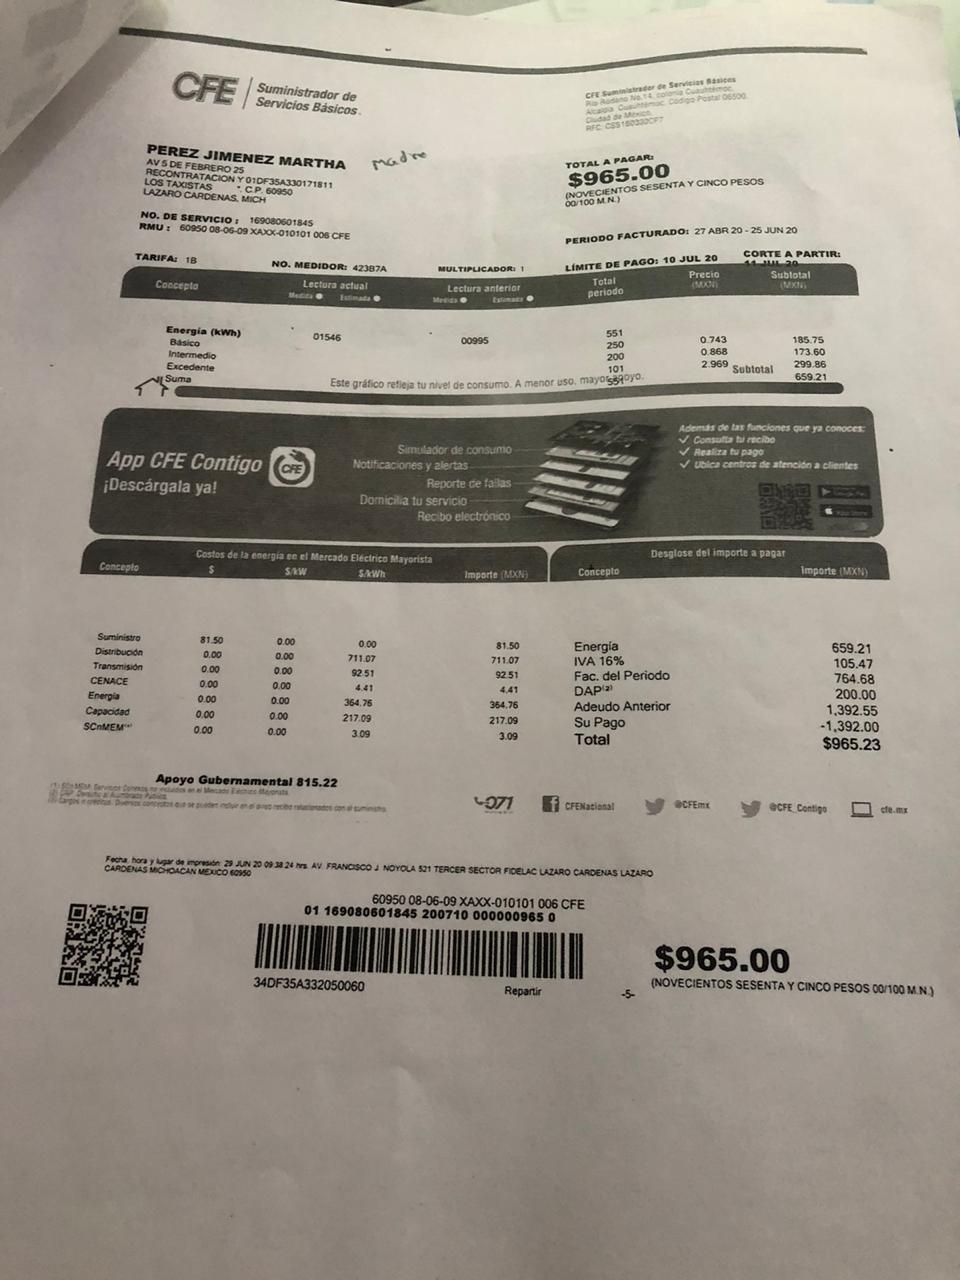 CFE Suministrador de
Servicios Básicos.
CFE Suministrador de Servicios Básicos
Río Ródano No.14, colonia Cuauhtémoc,
Alcaldía Cuauhtémoc, Código Postal 06500,
Ciudad de México.
RFC: CSS160330CP7
PEREZ JIMENEZ MARTHA
madre
AV 5 DE FEBRERO 25
RECONTRATACION Y 01DF35A330171811
LOS TAXISTAS *. C.P. 60950
LAZARO CARDENAS, MICH
TOTAL A PAGAR:
$965.00
(NOVECIENTOS SESENTA Y CINCO PESOS
00/100 M.N.)
NO. DE SERVICIO : 169080601845
RMU : 60950 08-06-09 XAXX-010101 006 CFE
PERIODO FACTURADO: 27 ABR 20 - 25 JUN 20
TARIFA: 1B NO. MEDIDOR: 423B7A MULTIPLICADOR: 1 LÍMITE DE PAGO: 10 JUL 20 CORTE A PARTIR:
11 JUL 20
Concepto Lectura actual Lectura anterior Total periodo Precio Subtotal
Medida Estimada Medida Estimada (MXN) (MXN)
Energía (kWh) 01546 00995 551
Básico 250 0.743 185.75
Intermedio 200 0.868 173.60
Excedente 101 2.969 299.86
Suma 551 Subtotal 659.21
Este gráfico refleja tu nivel de consumo. A menor uso, mayor apoyo.
App CFE Contigo
¡Descárgala ya!
CFE
Simulador de consumo
Notificaciones y alertas
Reporte de fallas
Domicilia tu servicio
Recibo electrónico
Además de las funciones que ya conoces:
Consulta tu recibo
Realiza tu pago
Ubica centros de atención a clientes
Google Play
App Store
Costos de la energía en el Mercado Eléctrico Mayorista
Concepto $ $/kW $/kWh Importe (MXN)
Suministro 81.50 0.00 0.00 81.50
Distribución 0.00 0.00 711.07 711.07
Transmisión 0.00 0.00 92.51 92.51
CENACE 0.00 0.00 4.41 4.41
Energía 0.00 0.00 364.76 364.76
Capacidad 0.00 0.00 217.09 217.09
SCnMEM 0.00 0.00 3.09 3.09
Desglose del importe a pagar
Concepto Importe (MXN)
Energía 659.21
IVA 16% 105.47
Fac. del Periodo 764.68
DAP(2) 200.00
Adeudo Anterior 1,392.55
Su Pago -1,392.00
Total $965.23
Apoyo Gubernamental 815.22
(1) SCnMEM: Servicios Conexos no incluidos en el Mercado Eléctrico Mayorista.
(2) DAP: Derecho al Alumbrado Público.
(3) Cargos o créditos: Diversos conceptos que se pueden incluir en el aviso recibo relacionados con el suministro.
071 CFENacional @CFEmx @CFE_Contigo cfe.mx
Fecha, hora y lugar de impresión: 29 JUN 20 09:38:24 hrs. AV. FRANCISCO J. NOYOLA 521 TERCER SECTOR FIDELAC LAZARO CARDENAS LAZARO
CARDENAS MICHOACAN MEXICO 60950
60950 08-06-09 XAXX-010101 006 CFE
01 169080601845 200710 000000965 0
34DF35A332050060 Repartir
-5-
$965.00
(NOVECIENTOS SESENTA Y CINCO PESOS 00/100 M.N.)